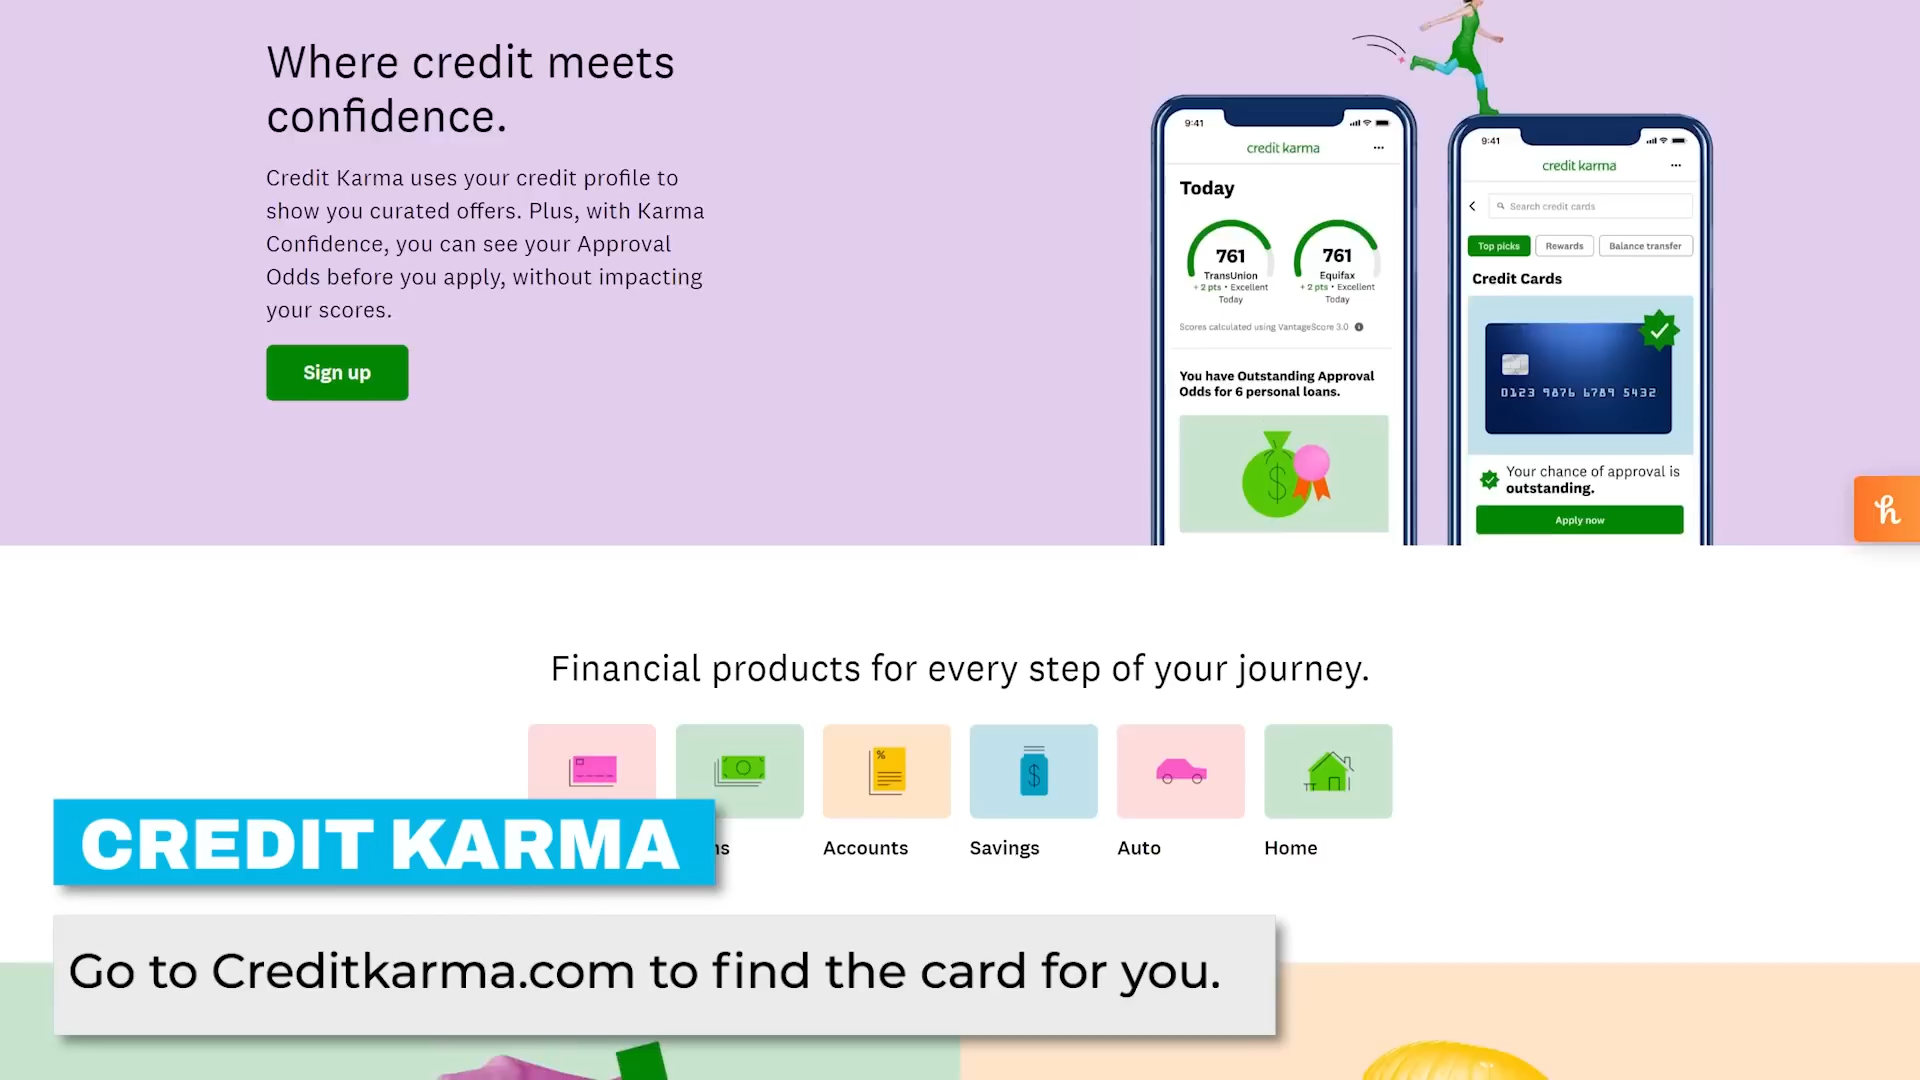 Where credit meets
confidence.
Credit Karma uses your credit profile to
show you curated offers. Plus, with Karma
Confidence, you can see your Approval
Odds before you apply, without impacting
your scores.
Sign up
9:41
credit karma
Today
761
TransUnion
+ 2 pts • Excellent
Today
761
Equifax
+ 2 pts • Excellent
Today
Scores calculated using VantageScore 3.0
You have Outstanding Approval
Odds for 6 personal loans.
$
9:41
credit karma
Search credit cards
Top picks
Rewards
Balance transfer
Credit Cards
0123 9876 6789 5432
Your chance of approval is
outstanding.
Apply now
h
Financial products for every step of your journey.
%
$
ns
Accounts
Savings
Auto
Home
CREDIT KARMA
Go to Creditkarma.com to find the card for you.